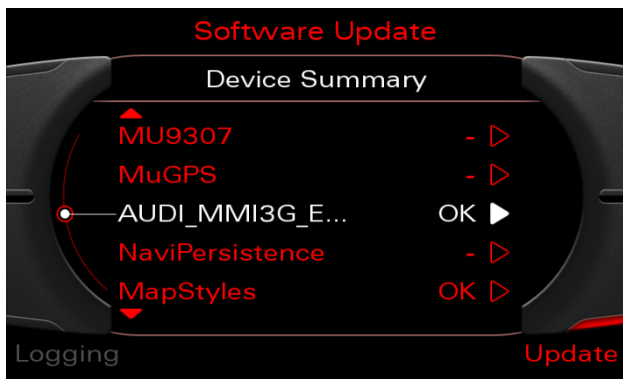 Software Update
Device Summary
MU9307 -
MuGPS -
AUDI_MMI3G_E... OK
NaviPersistence -
MapStyles OK
Logging Update